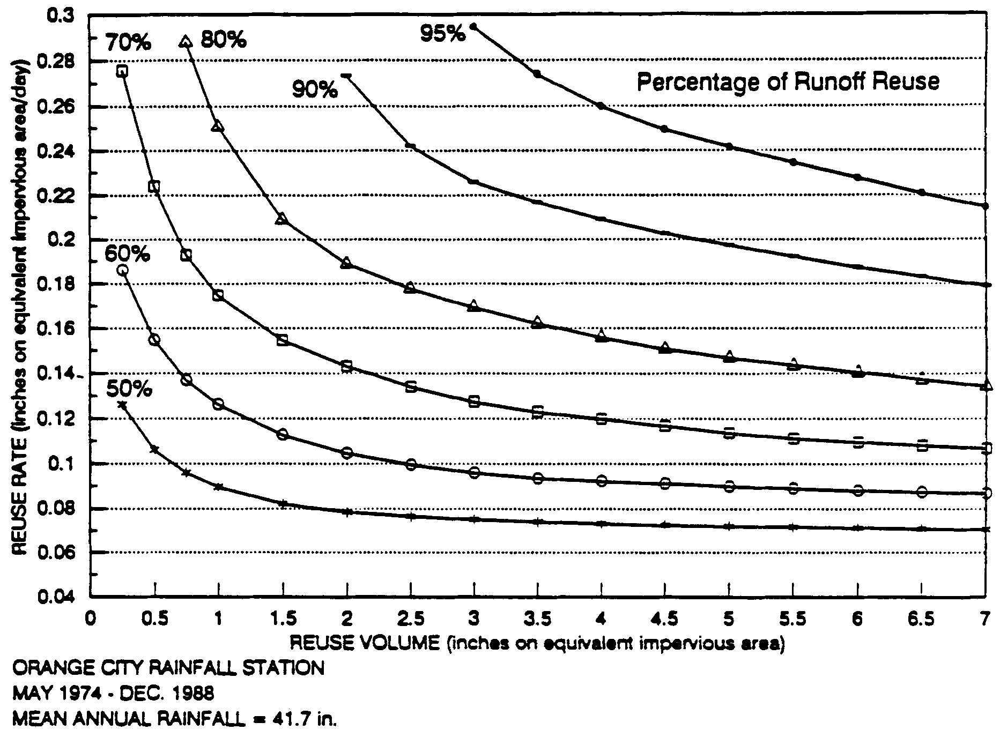 0.3
70%
80%
95%
0.28
90%
Percentage of Runoff Reuse
0.26
0.24
0.22
0.2
60%
0.18
0.16
0.14
50%
0.12
0.1
0.08
0.06
0.04
REUSE RATE (inches on equivalent impervious area/day)
0 0.5 1 1.5 2 2.5 3 3.5 4 4.5 5 5.5 6 6.5 7
REUSE VOLUME (inches on equivalent impervious area)
ORANGE CITY RAINFALL STATION
MAY 1974 - DEC. 1988
MEAN ANNUAL RAINFALL = 41.7 in.